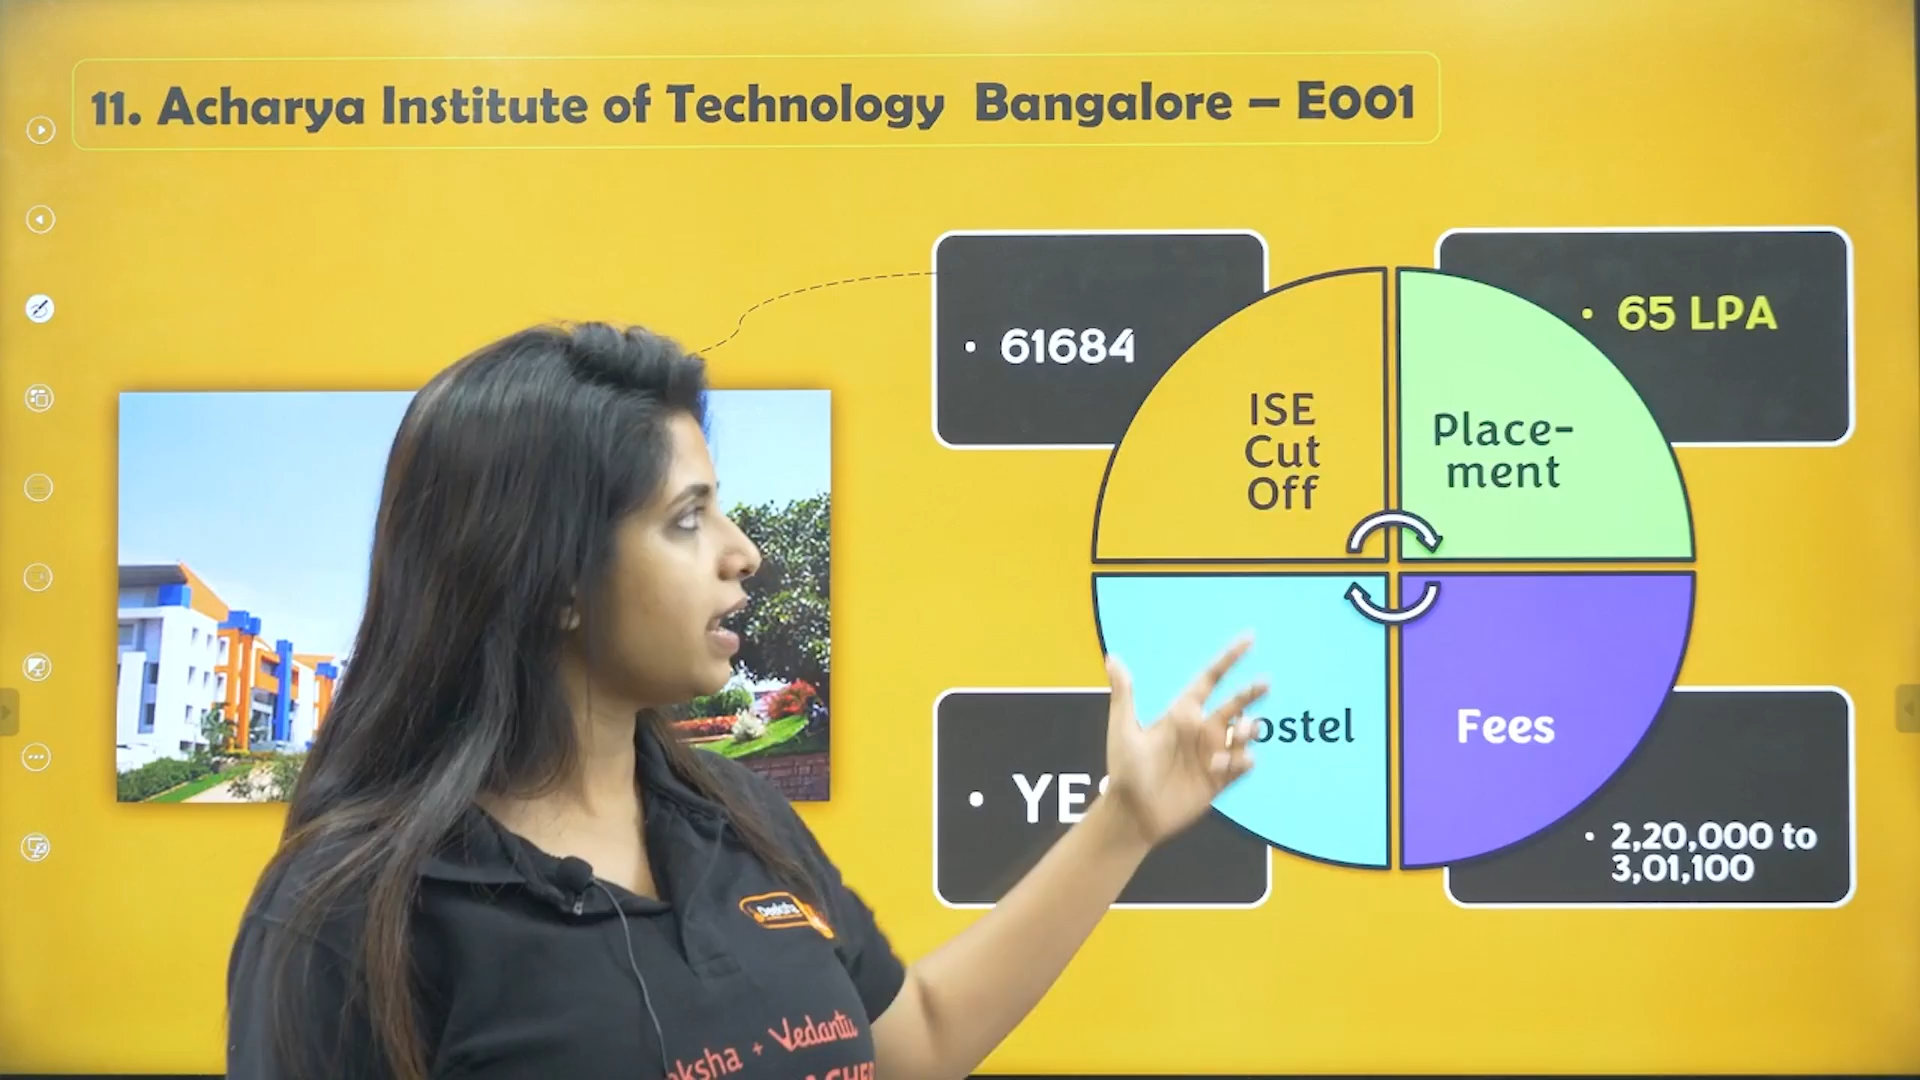 11. Acharya Institute of Technology Bangalore – E001
• 61684
• 65 LPA
ISE
Cut
Off
Place-
ment
Fees
• 2,20,000 to
3,01,100
Deeksha
+ Vedantu